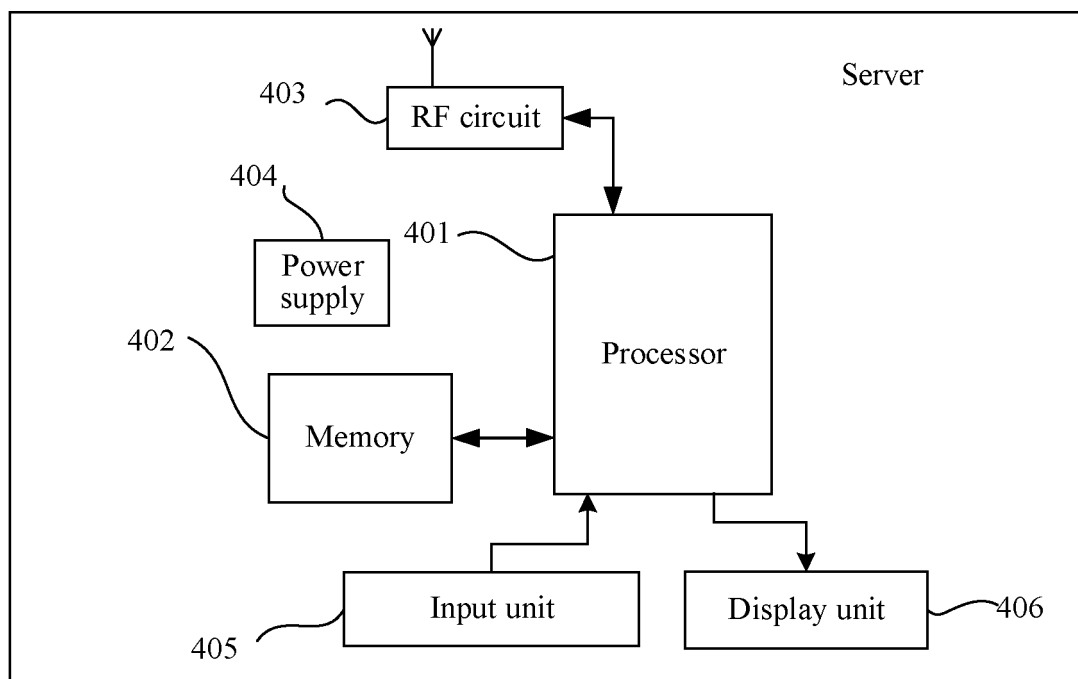 Server
403
RF circuit
404
401
Power
supply
402
Processor
Memory
Input unit
Display unit
406
405